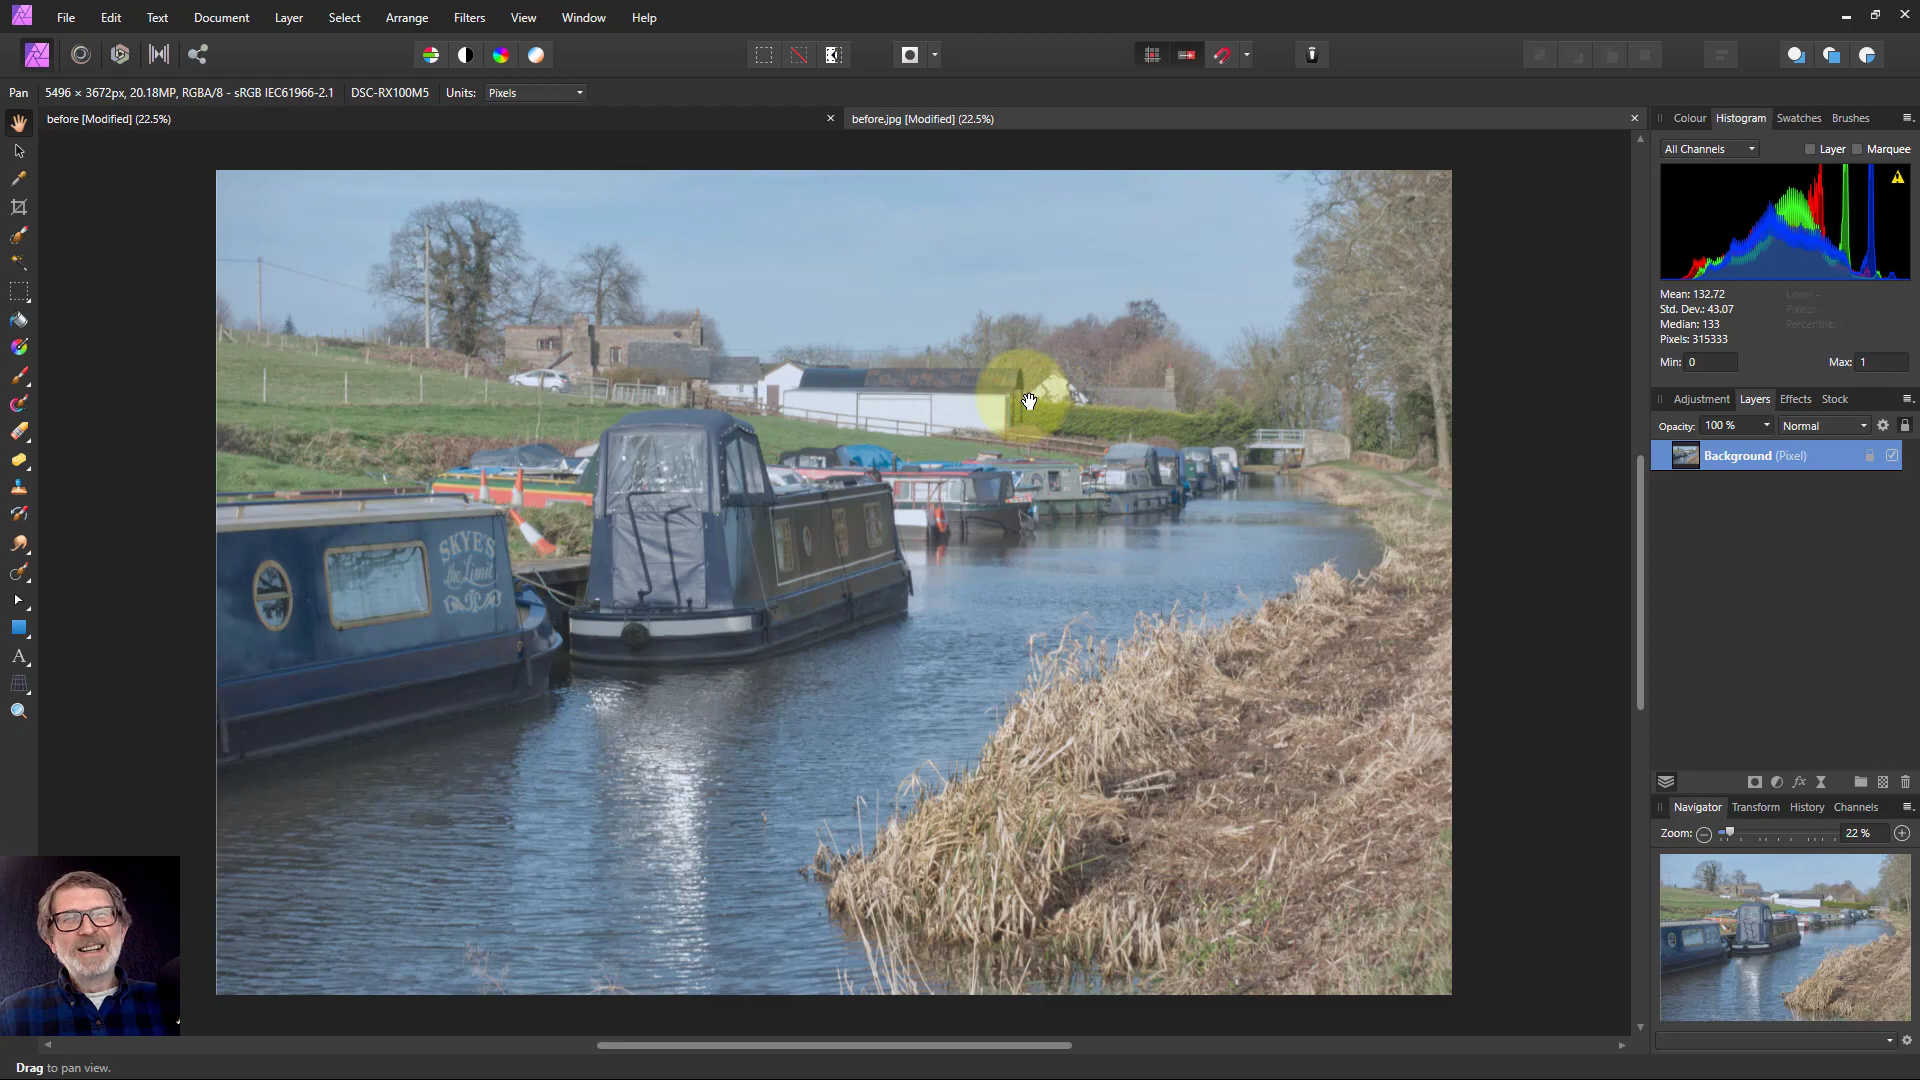 File Edit Text Document Layer Select Arrange Filters View Window Help
Pan 5496 × 3672px, 20.18MP, RGBA/8 - sRGB IEC61966-2.1 DSC-RX100M5 Units: Pixels
before [Modified] (22.5%)
before.jpg [Modified] (22.5%)
Colour Histogram Swatches Brushes
All Channels Layer Marquee
Mean: 132.72
Std. Dev.: 43.07
Median: 133
Pixels: 315333
Level: -
Pixels: -
Percentile: -
Min: 0 Max: 1
Adjustment Layers Effects Stock
Opacity: 100 % Normal
Background (Pixel)
SKYE'S
the Limit
fx
Navigator Transform History Channels
Zoom: 22 %
A
Drag to pan view.